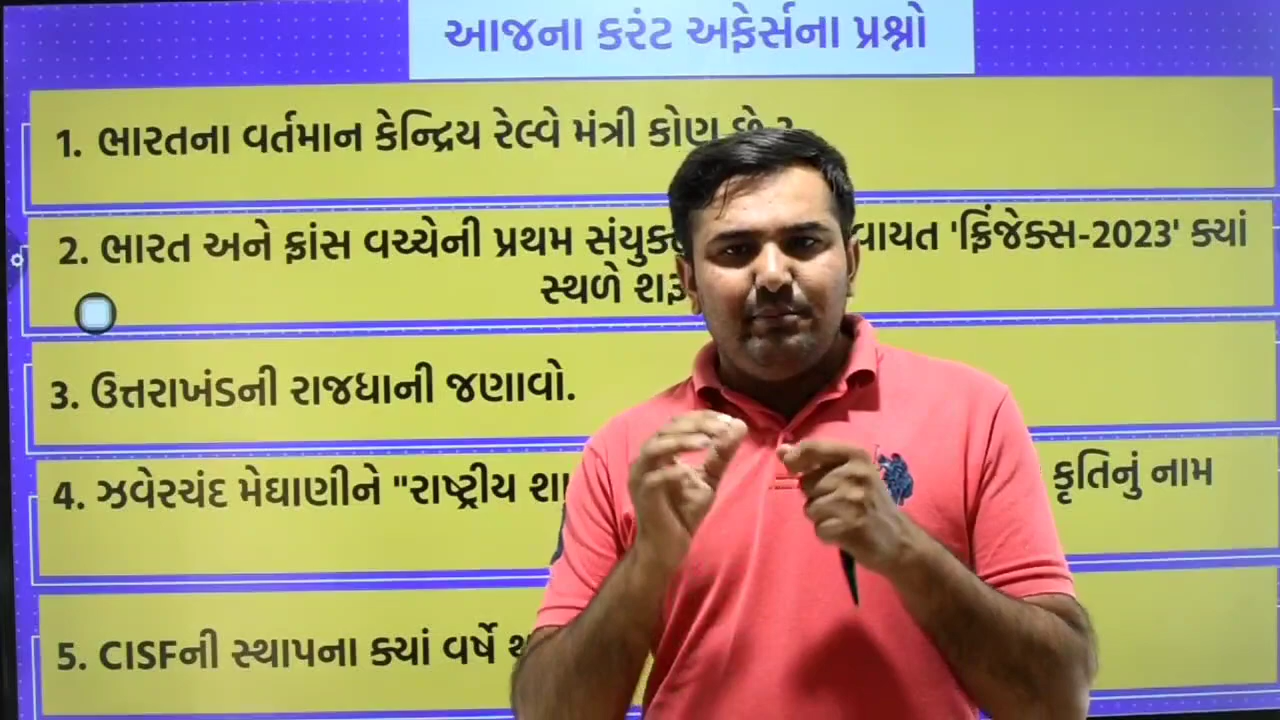 આજના કરંટ અફેર્સના પ્રશ્નો
1. ભારતના વર્તમાન કેન્દ્રિય રેલ્વે મંત્રી કોણ છે ?
2. ભારત અને ફ્રાંસ વચ્ચેની પ્રથમ 'ફ્રિંજેક્સ-2023' ક્યાં
સ્થળે
3. ઉત્તરાખંડની રાજધાની જણાવો.
4. ઝવેરચંદ મેઘાણીને "રાષ્ટ્રીય કૃતિનું નામ
5. CISFની સ્થાપના ક્યાં વર્ષે